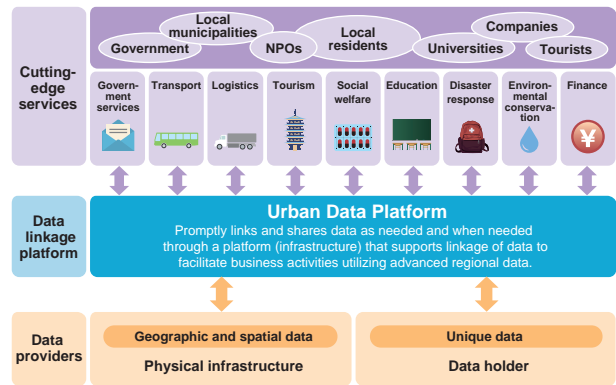 Cutting-
edge
services
Government
Local
municipalities
NPOs
Local
residents
Universities
Companies
Tourists
Govern-
ment
services
Transport
Logistics
Tourism
Social
welfare
Education
Disaster
response
Environ-
mental
conserva-
tion
Finance
¥
Data
linkage
platform
Urban Data Platform
Promptly links and shares data as needed and when needed
through a platform (infrastructure) that supports linkage of data to
facilitate business activities utilizing advanced regional data.
Data
providers
Geographic and spatial data
Physical infrastructure
Unique data
Data holder